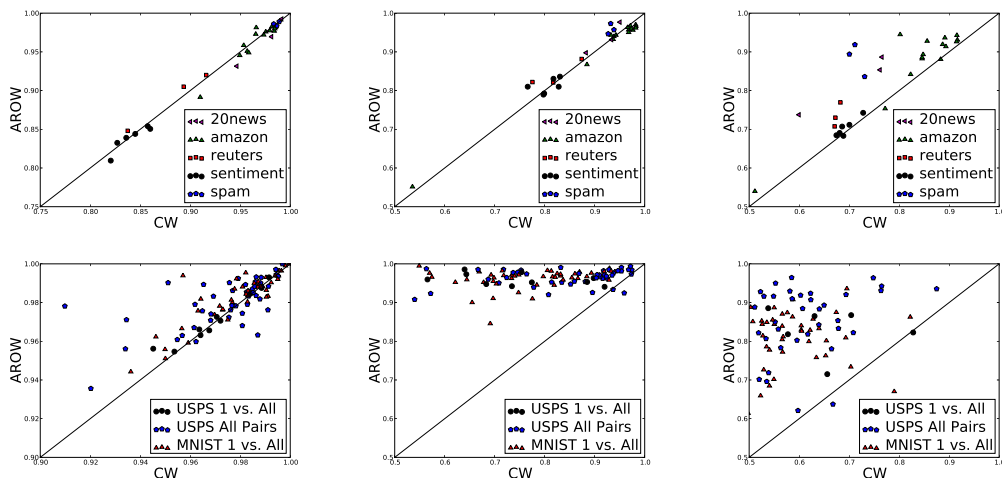 1.00
0.95
0.90
0.85
0.80
0.75
AROW
20news
amazon
reuters
sentiment
spam
0.75 0.80 0.85 0.90 0.95 1.00
CW
1.0
0.9
0.8
0.7
0.6
0.5
AROW
20news
amazon
reuters
sentiment
spam
0.5 0.6 0.7 0.8 0.9 1.0
CW
1.0
0.9
0.8
0.7
0.6
0.5
AROW
20news
amazon
reuters
sentiment
spam
0.5 0.6 0.7 0.8 0.9 1.0
CW
1.00
0.98
0.96
0.94
0.92
0.90
AROW
USPS 1 vs. All
USPS All Pairs
MNIST 1 vs. All
0.90 0.92 0.94 0.96 0.98 1.00
CW
1.0
0.9
0.8
0.7
0.6
0.5
AROW
USPS 1 vs. All
USPS All Pairs
MNIST 1 vs. All
0.5 0.6 0.7 0.8 0.9 1.0
CW
1.0
0.9
0.8
0.7
0.6
0.5
AROW
USPS 1 vs. All
USPS All Pairs
MNIST 1 vs. All
0.5 0.6 0.7 0.8 0.9 1.0
CW